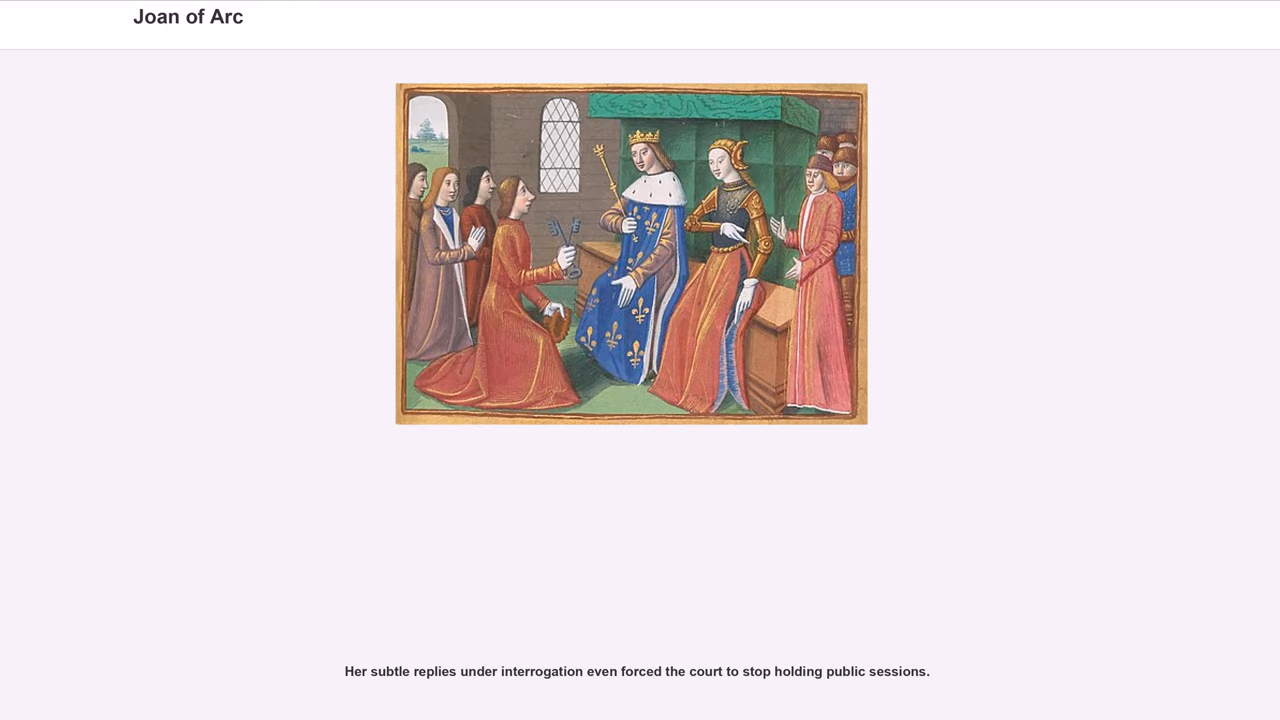 Joan of Arc
Her subtle replies under interrogation even forced the court to stop holding public sessions.